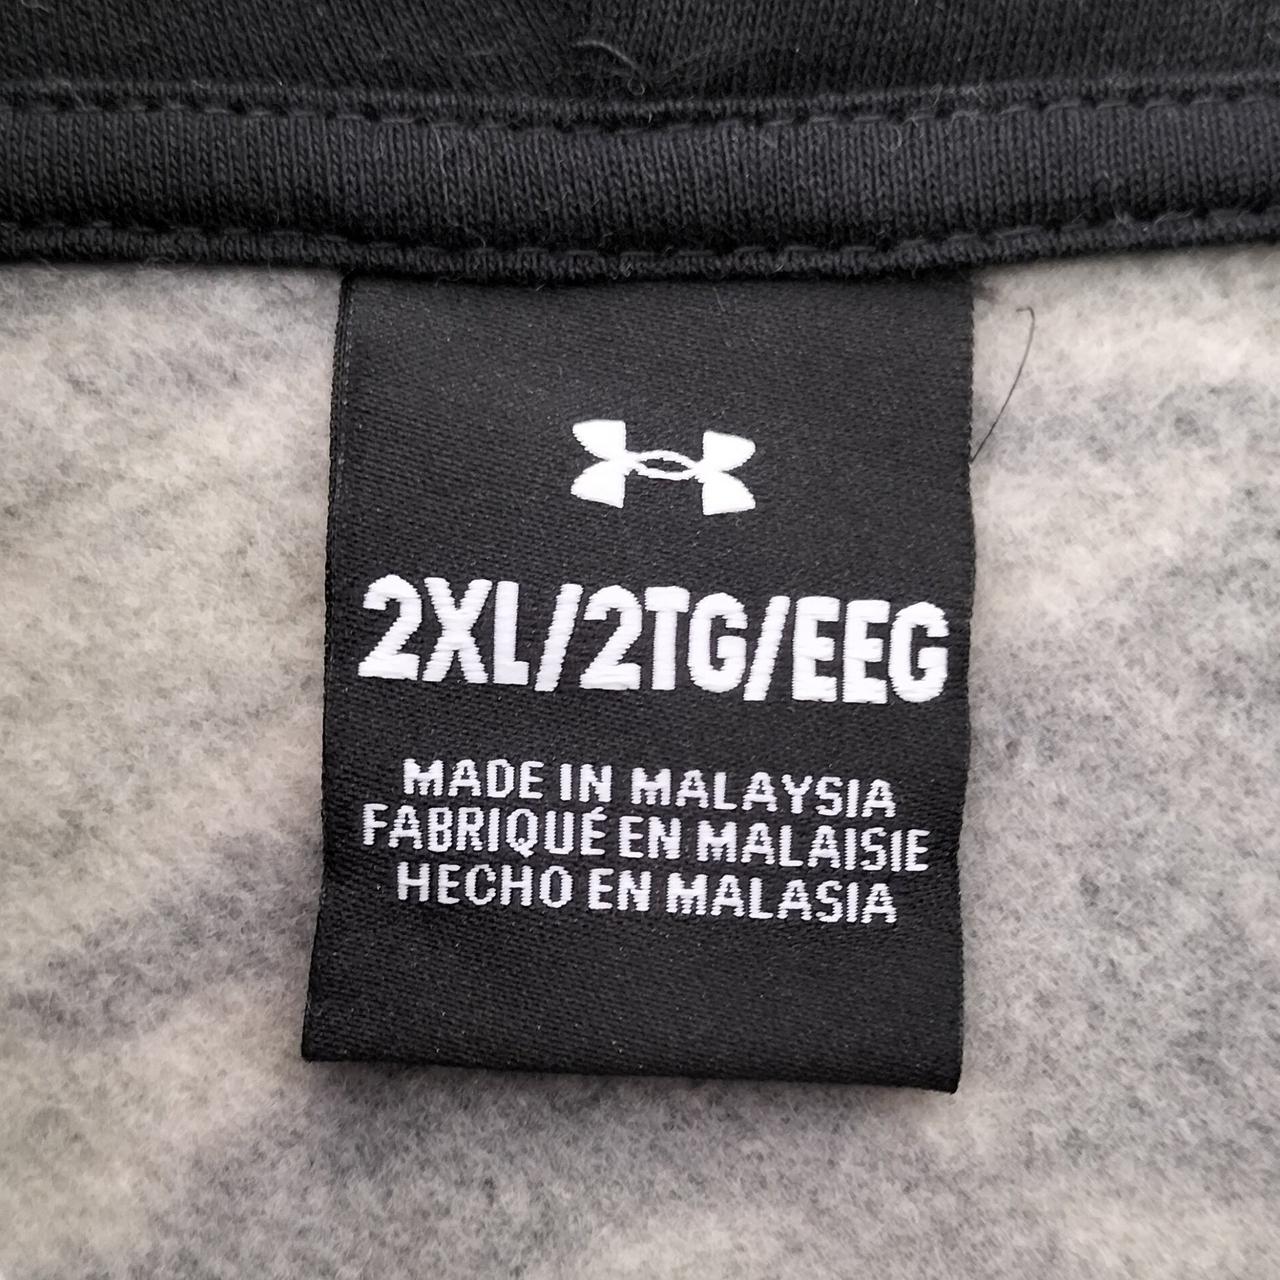 2XL/2TG/EEG
MADE IN MALAYSIA
FABRIQUÉ EN MALAISIE
HECHO EN MALASIA